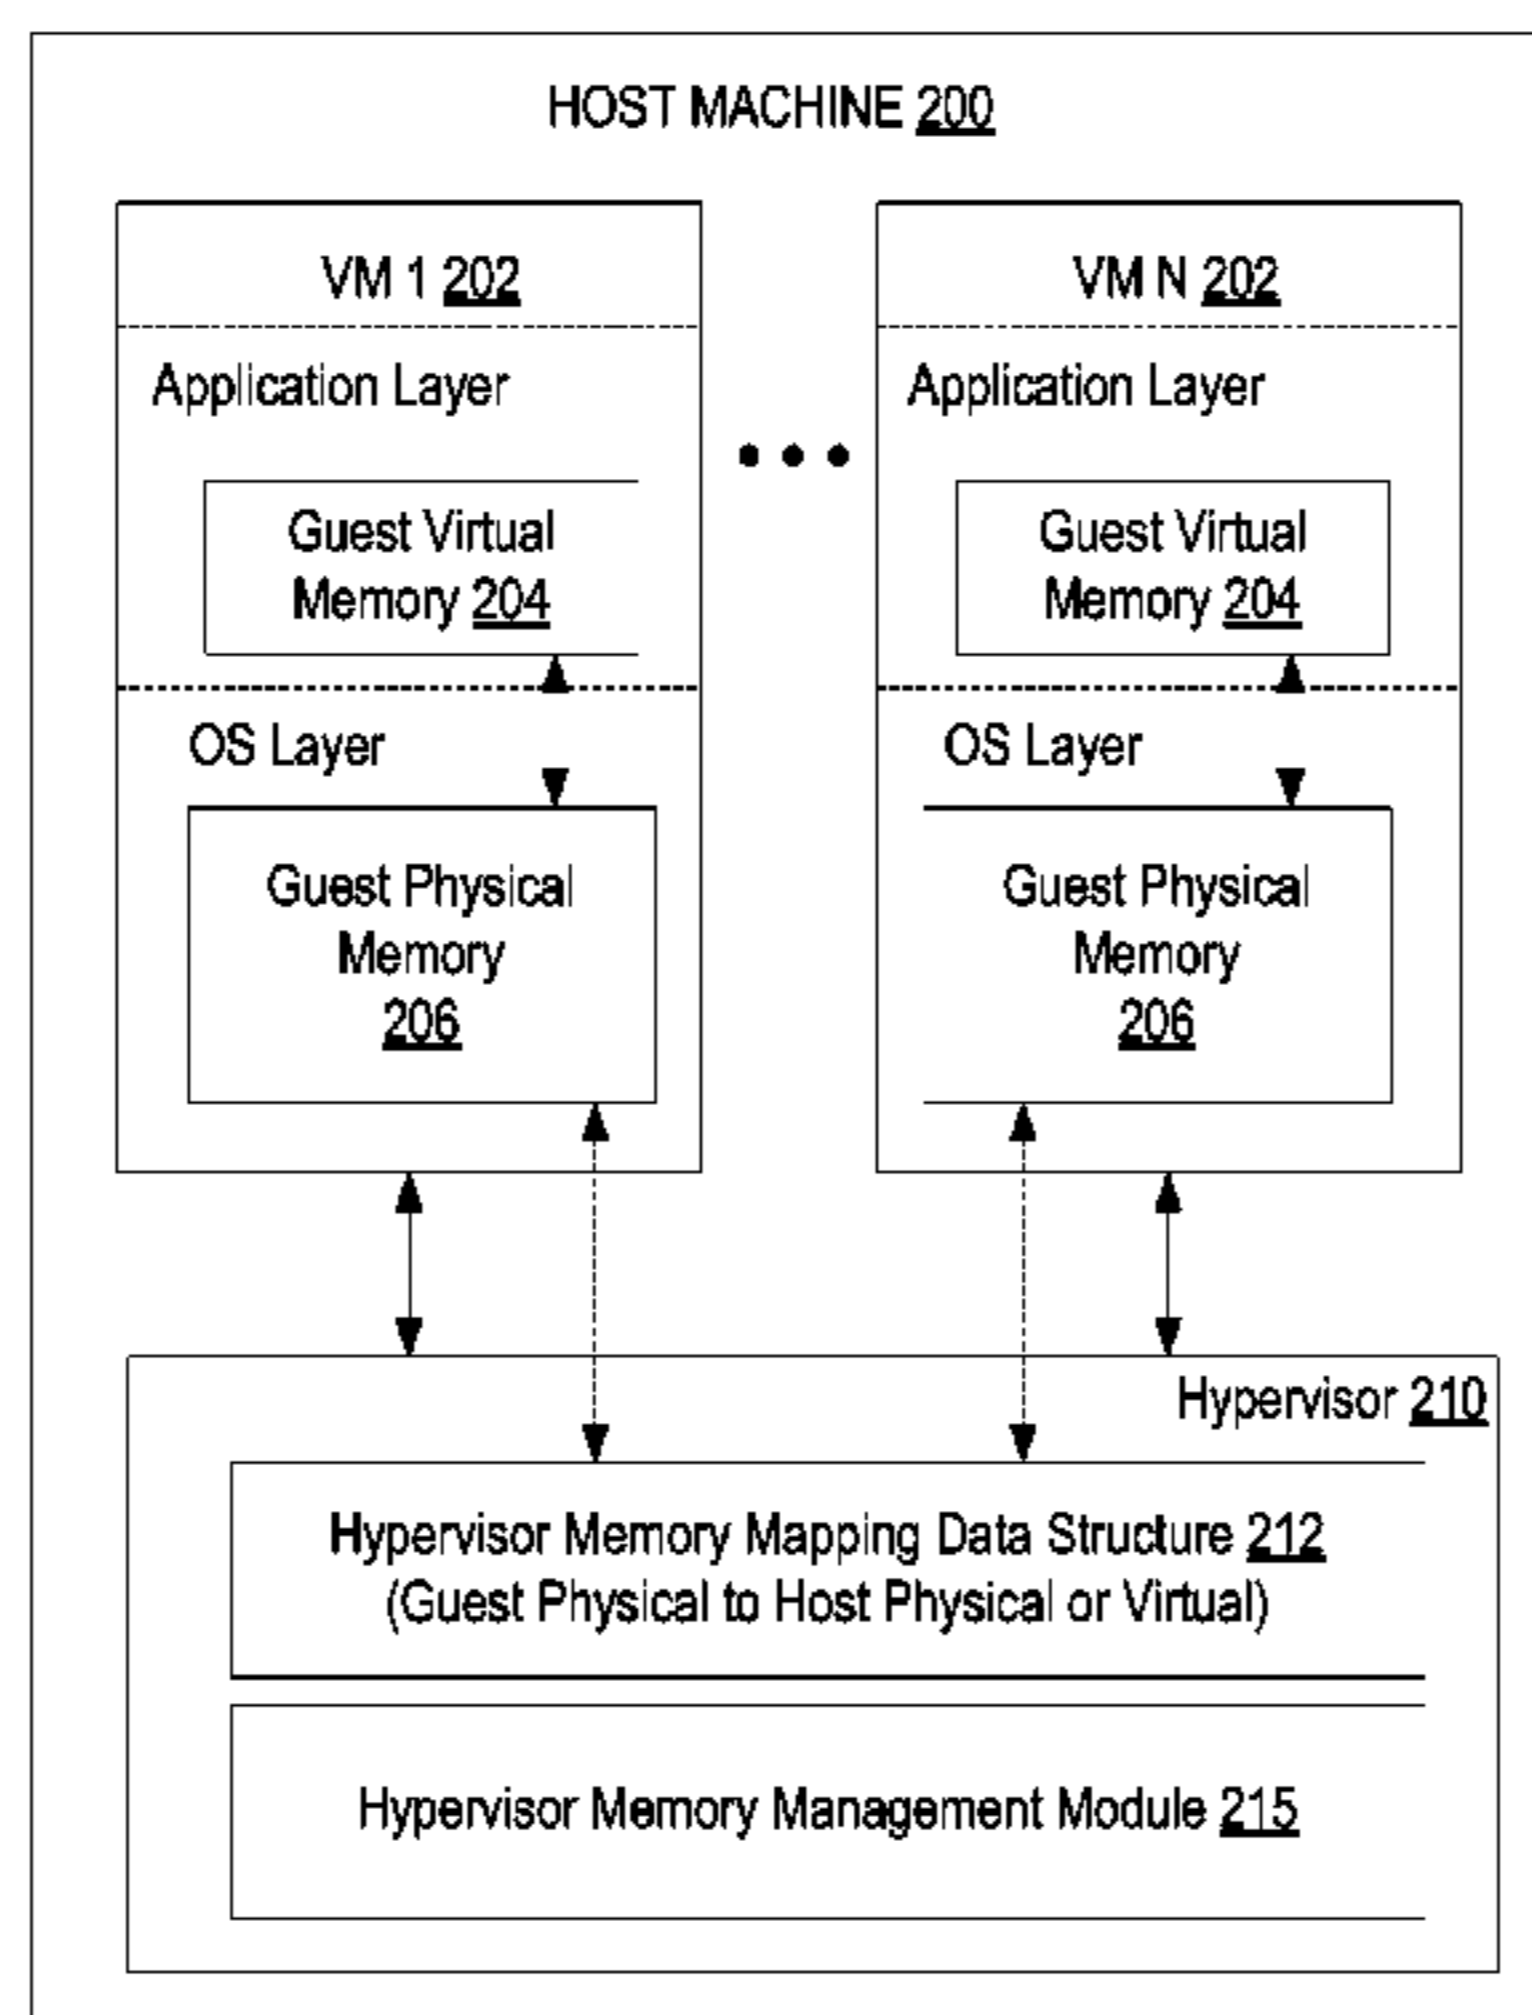 HOST MACHINE 200
VM 1 202
Application Layer
Guest Virtual
Memory 204
OS Layer
Guest Physical
Memory
206
VM N 202
Application Layer
Guest Virtual
Memory 204
OS Layer
Guest Physical
Memory
206
Hypervisor 210
Hypervisor Memory Mapping Data Structure 212
(Guest Physical to Host Physical or Virtual)
Hypervisor Memory Management Module 215